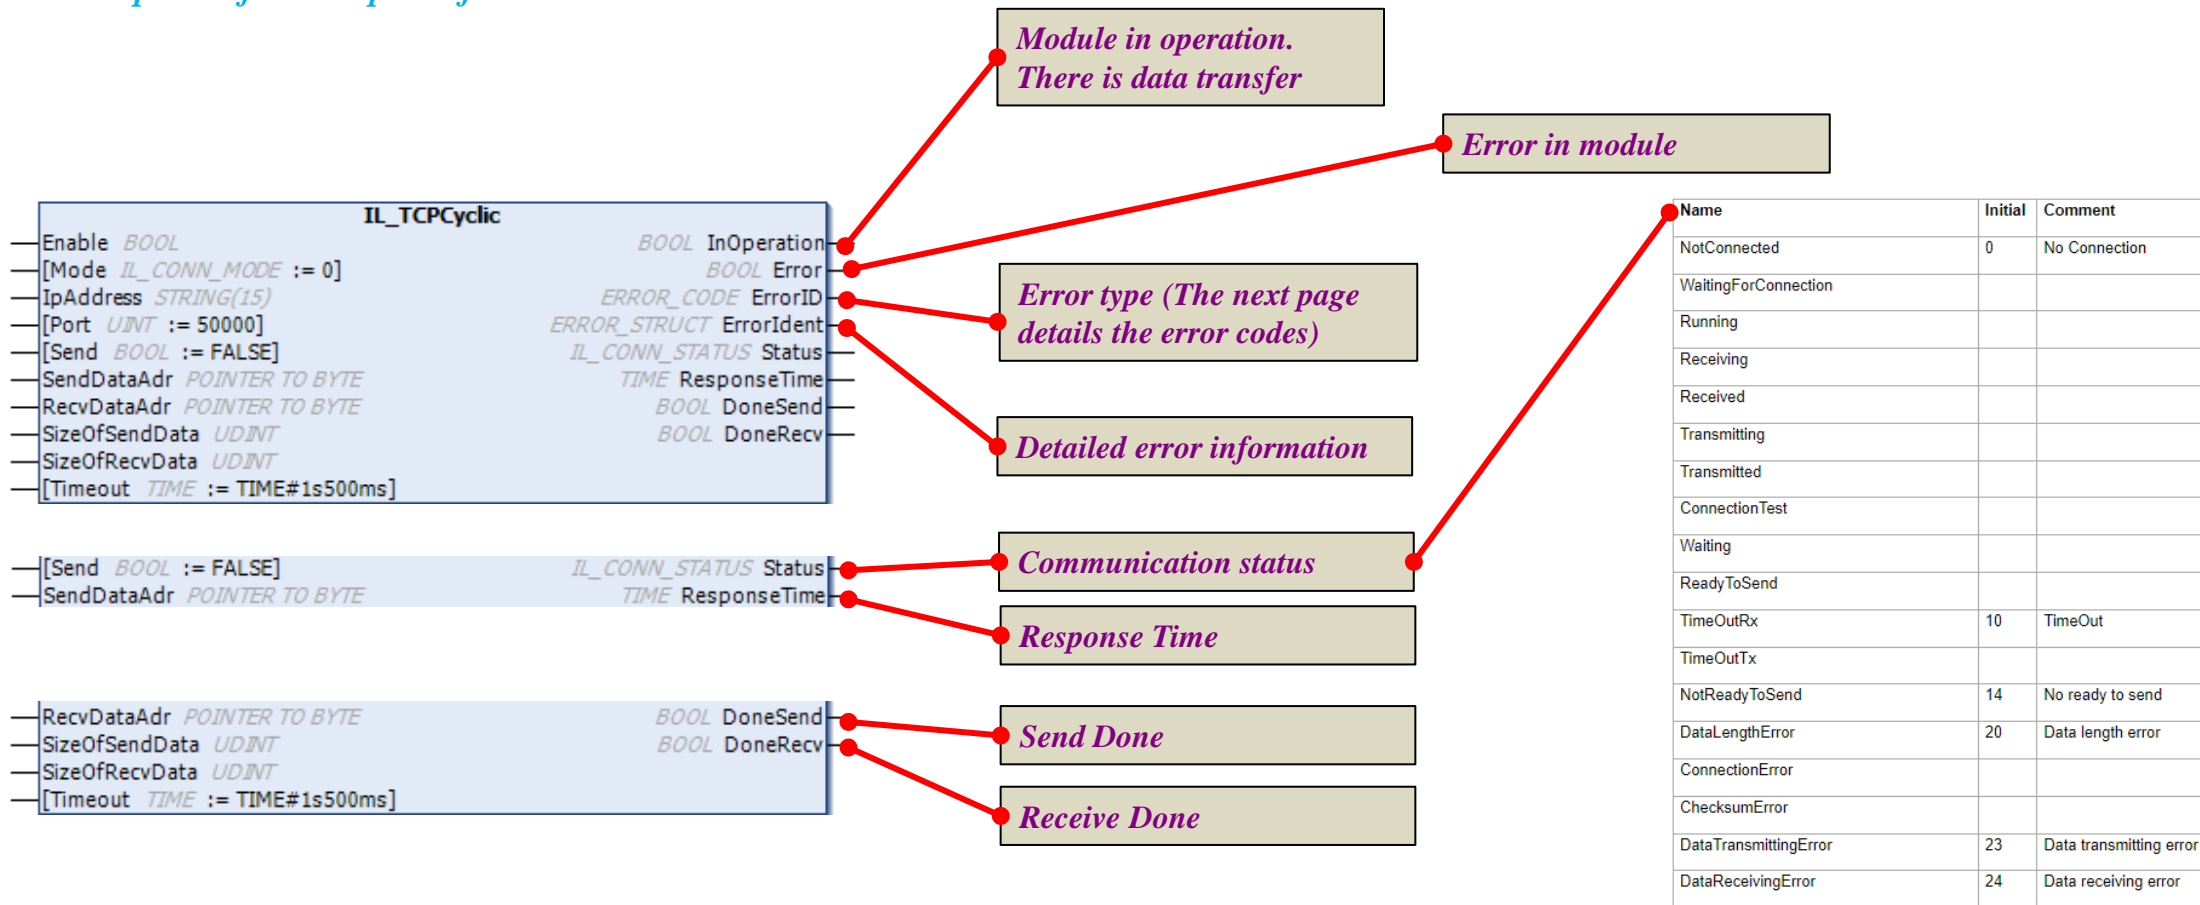 Module in operation.
There is data transfer
Error in module
IL_TCPCyclic
Enable BOOL
BOOL InOperation
[Mode IL_CONN_MODE := 0]
BOOL Error
IpAddress STRING(15)
ERROR_CODE ErrorID
[Port UINT := 50000]
ERROR_STRUCT ErrorIdent
[Send BOOL := FALSE]
IL_CONN_STATUS Status
SendDataAdr POINTER TO BYTE
TIME ResponseTime
RecvDataAdr POINTER TO BYTE
BOOL DoneSend
SizeOfSendData UDINT
BOOL DoneRecv
SizeOfRecvData UDINT
[Timeout TIME := TIME#1s500ms]
Error type (The next page
details the error codes)
Detailed error information
[Send BOOL := FALSE]
IL_CONN_STATUS Status
SendDataAdr POINTER TO BYTE
TIME ResponseTime
Communication status
Response Time
RecvDataAdr POINTER TO BYTE
BOOL DoneSend
SizeOfSendData UDINT
BOOL DoneRecv
SizeOfRecvData UDINT
[Timeout TIME := TIME#1s500ms]
Send Done
Receive Done
Name Initial Comment
NotConnected 0 No Connection
WaitingForConnection
Running
Receiving
Received
Transmitting
Transmitted
ConnectionTest
Waiting
ReadyToSend
TimeOutRx 10 TimeOut
TimeOutTx
NotReadyToSend 14 No ready to send
DataLengthError 20 Data length error
ConnectionError
ChecksumError
DataTransmittingError 23 Data transmitting error
DataReceivingError 24 Data receiving error